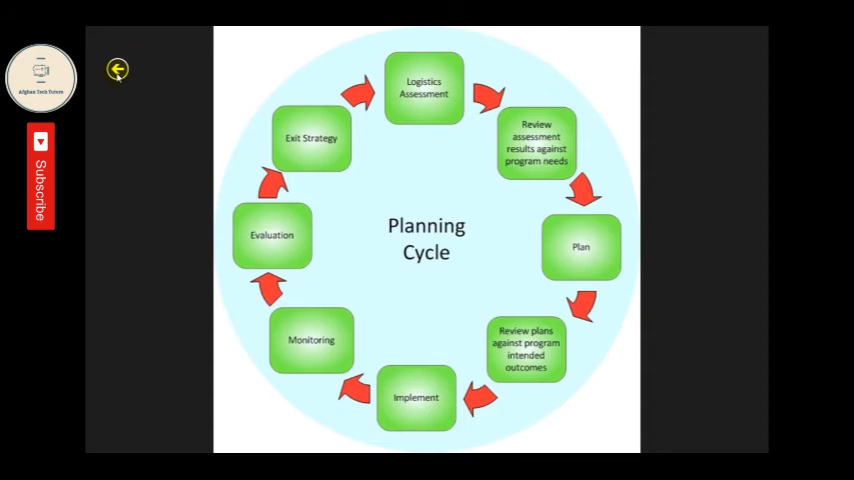 Afghan Tech Future
Subscribe
Logistics
Assessment
Review
assessment
results against
program needs
Plan
Review plans
against program
intended
outcomes
Implement
Monitoring
Evaluation
Exit Strategy
Planning
Cycle